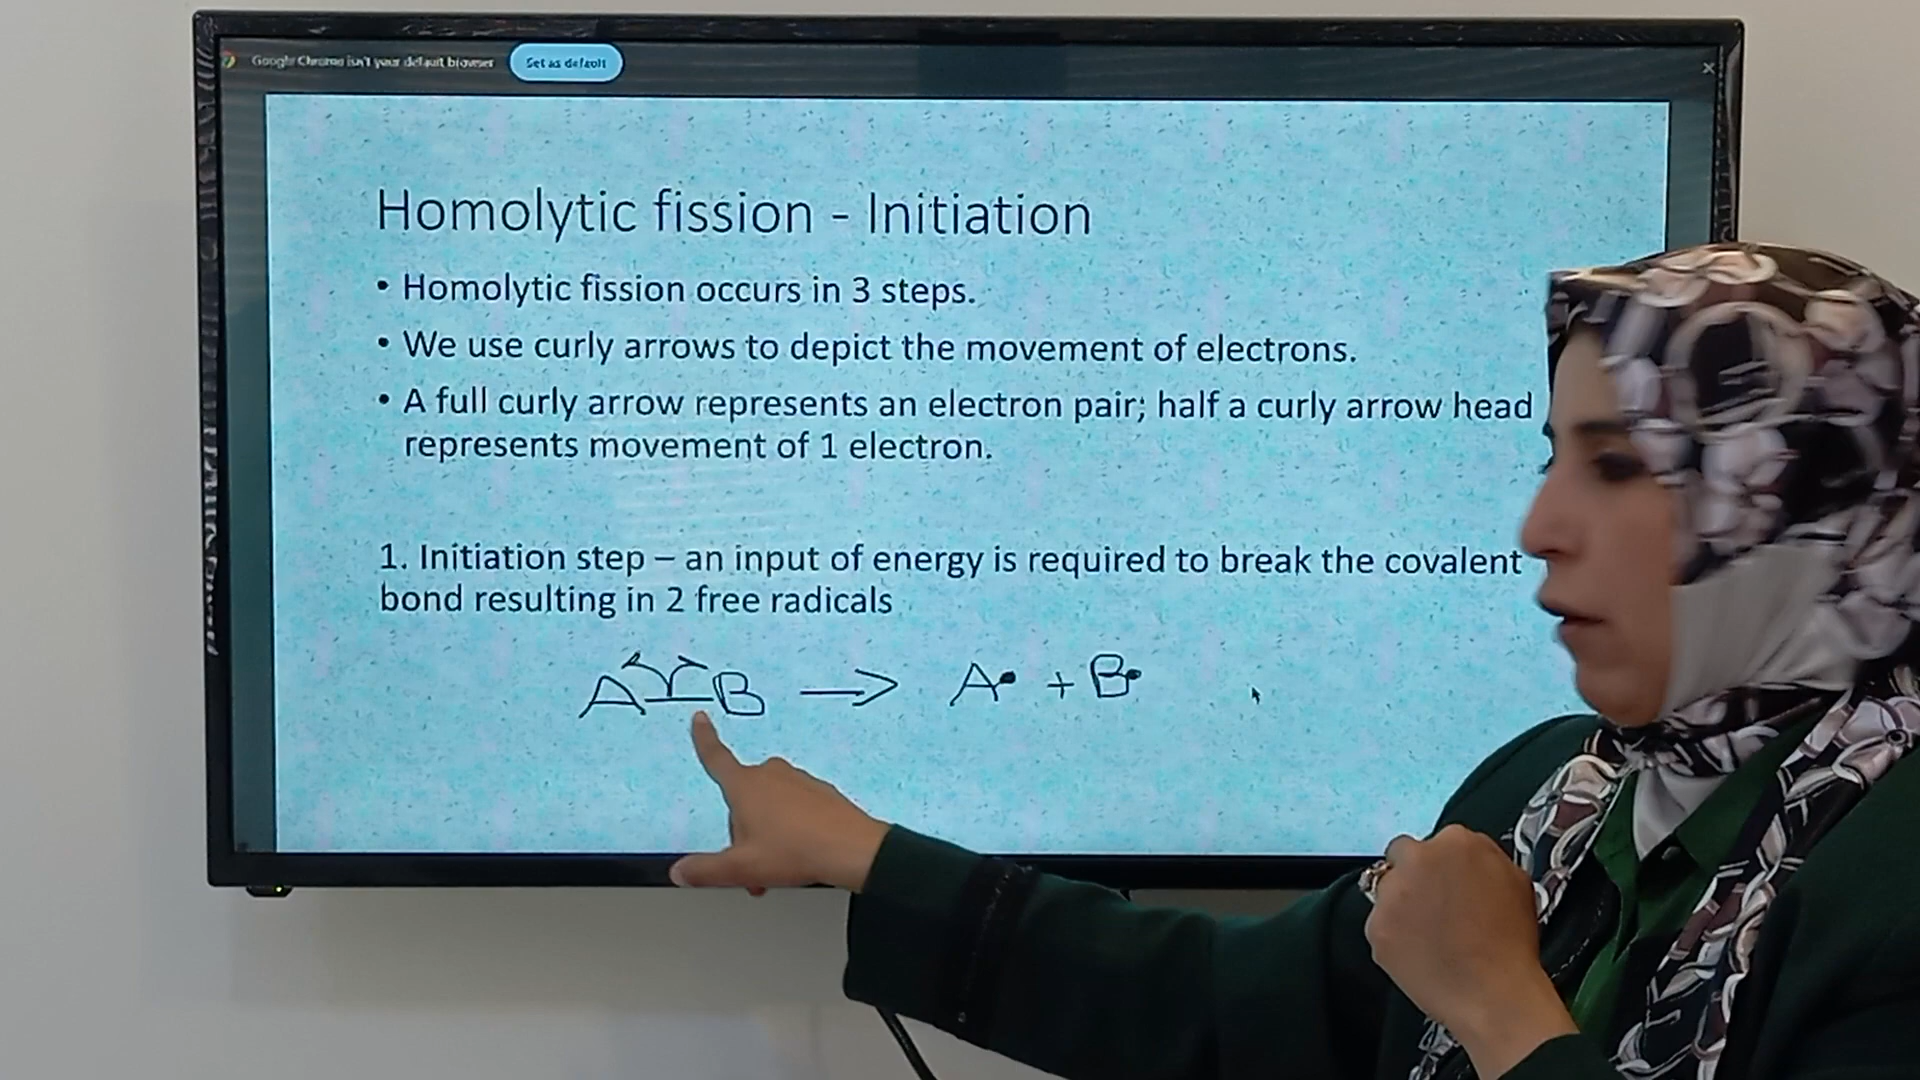 Google Chrome isn't your default browser Set as default
Homolytic fission - Initiation
• Homolytic fission occurs in 3 steps.
• We use curly arrows to depict the movement of electrons.
• A full curly arrow represents an electron pair; half a curly arrow head
represents movement of 1 electron.
1. Initiation step – an input of energy is required to break the covalent
bond resulting in 2 free radicals
A—B → A• + B•